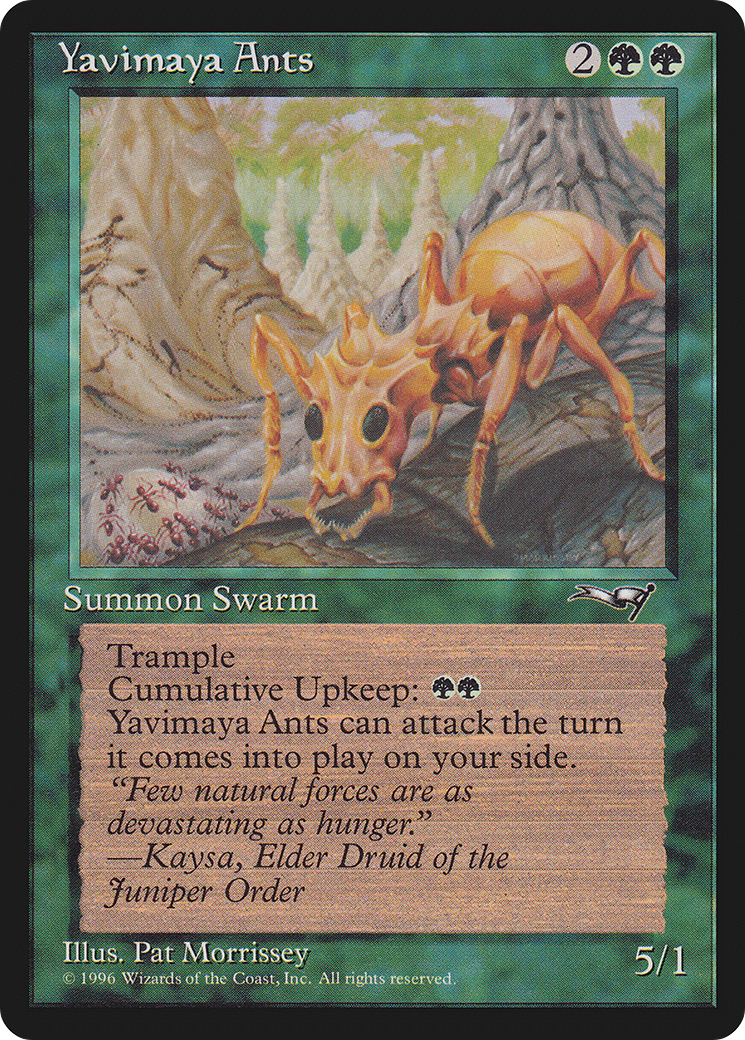 Yavimaya Ants 2
Summon Swarm
Trample
Cumulative Upkeep:
Yavimaya Ants can attack the turn
it comes into play on your side.
“Few natural forces are as
devastating as hunger.”
—Kaysa, Elder Druid of the
Juniper Order
Illus. Pat Morrissey
5/1
© 1996 Wizards of the Coast, Inc. All rights reserved.